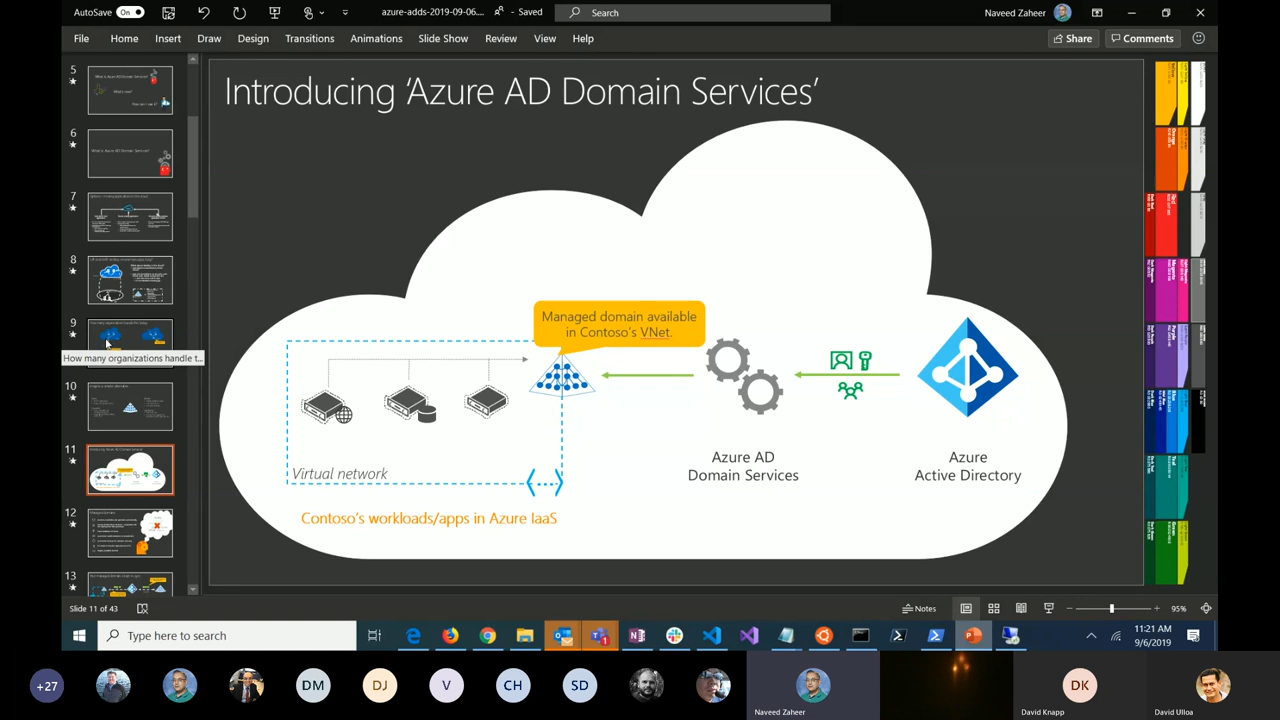 AutoSave
On
azure-adds-2019-09-06....
- Saved
Search
Naveed Zaheer
File
Home
Insert
Draw
Design
Transitions
Animations
Slide Show
Review
View
Help
Share
Comments
5
6
7
8
9
How many organizations handle t...
10
11
12
13
Introducing 'Azure AD Domain Services'
Managed domain available
in Contoso's VNet.
Virtual network
Azure AD
Domain Services
Azure
Active Directory
Contoso's workloads/apps in Azure IaaS
Slide 11 of 43
Notes
95%
Type here to search
11:21 AM
9/6/2019
+27
DM
DJ
V
CH
SD
Naveed Zaheer
DK
David Knapp
David Ulloa